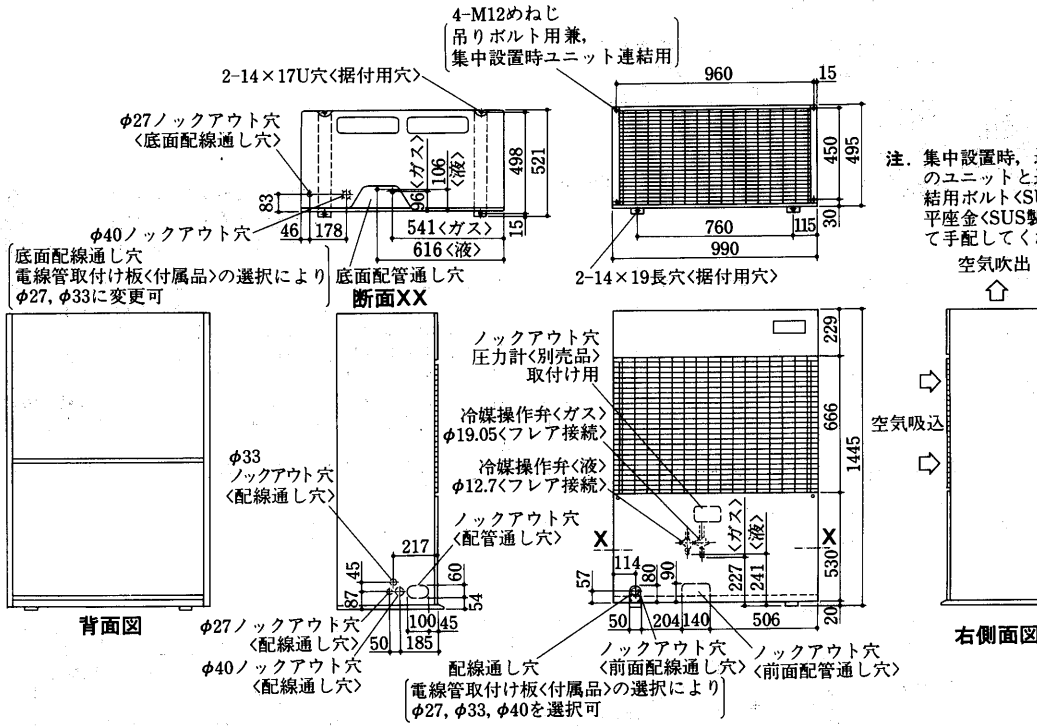 4-M12めねじ
吊りボルト用兼,
集中設置時ユニット連結用
2-14×17U穴<据付用穴>
960
15
φ27ノックアウト穴
<底面配線通し穴>
498
521
450
495
<ガス>
106
<液>
96
83
46
178
541<ガス>
616<液>
15
760
115
30
990
φ40ノックアウト穴
底面配線通し穴
電線管取付け板<付属品>の選択により
φ27, φ33に変更可
底面配管通し穴
断面XX
2-14×19長穴<据付用穴>
注. 集中設置時,
のユニットと
結用ボルト<SU
平座金<SUS製
て手配してく
空気吹出
ノックアウト穴
圧力計<別売品>
取付け用
229
空気吸込
666
1445
冷媒操作弁<ガス>
φ19.05<フレア接続>
冷媒操作弁<液>
φ12.7<フレア接続>
φ33
ノックアウト穴
<配線通し穴>
ノックアウト穴
<配管通し穴>
X
X
<ガス>
<液>
217
45
87
60
54
100
45
50
185
114
57
80
90
227
241
530
20
50
204
140
506
背面図
右側面図
φ27ノックアウト穴
<配線通し穴>
φ40ノックアウト穴
<配線通し穴>
配線通し穴
電線管取付け板<付属品>の選択により
φ27, φ33, φ40を選択可
ノックアウト穴
<前面配線通し穴>
ノックアウト穴
<前面配管通し穴>